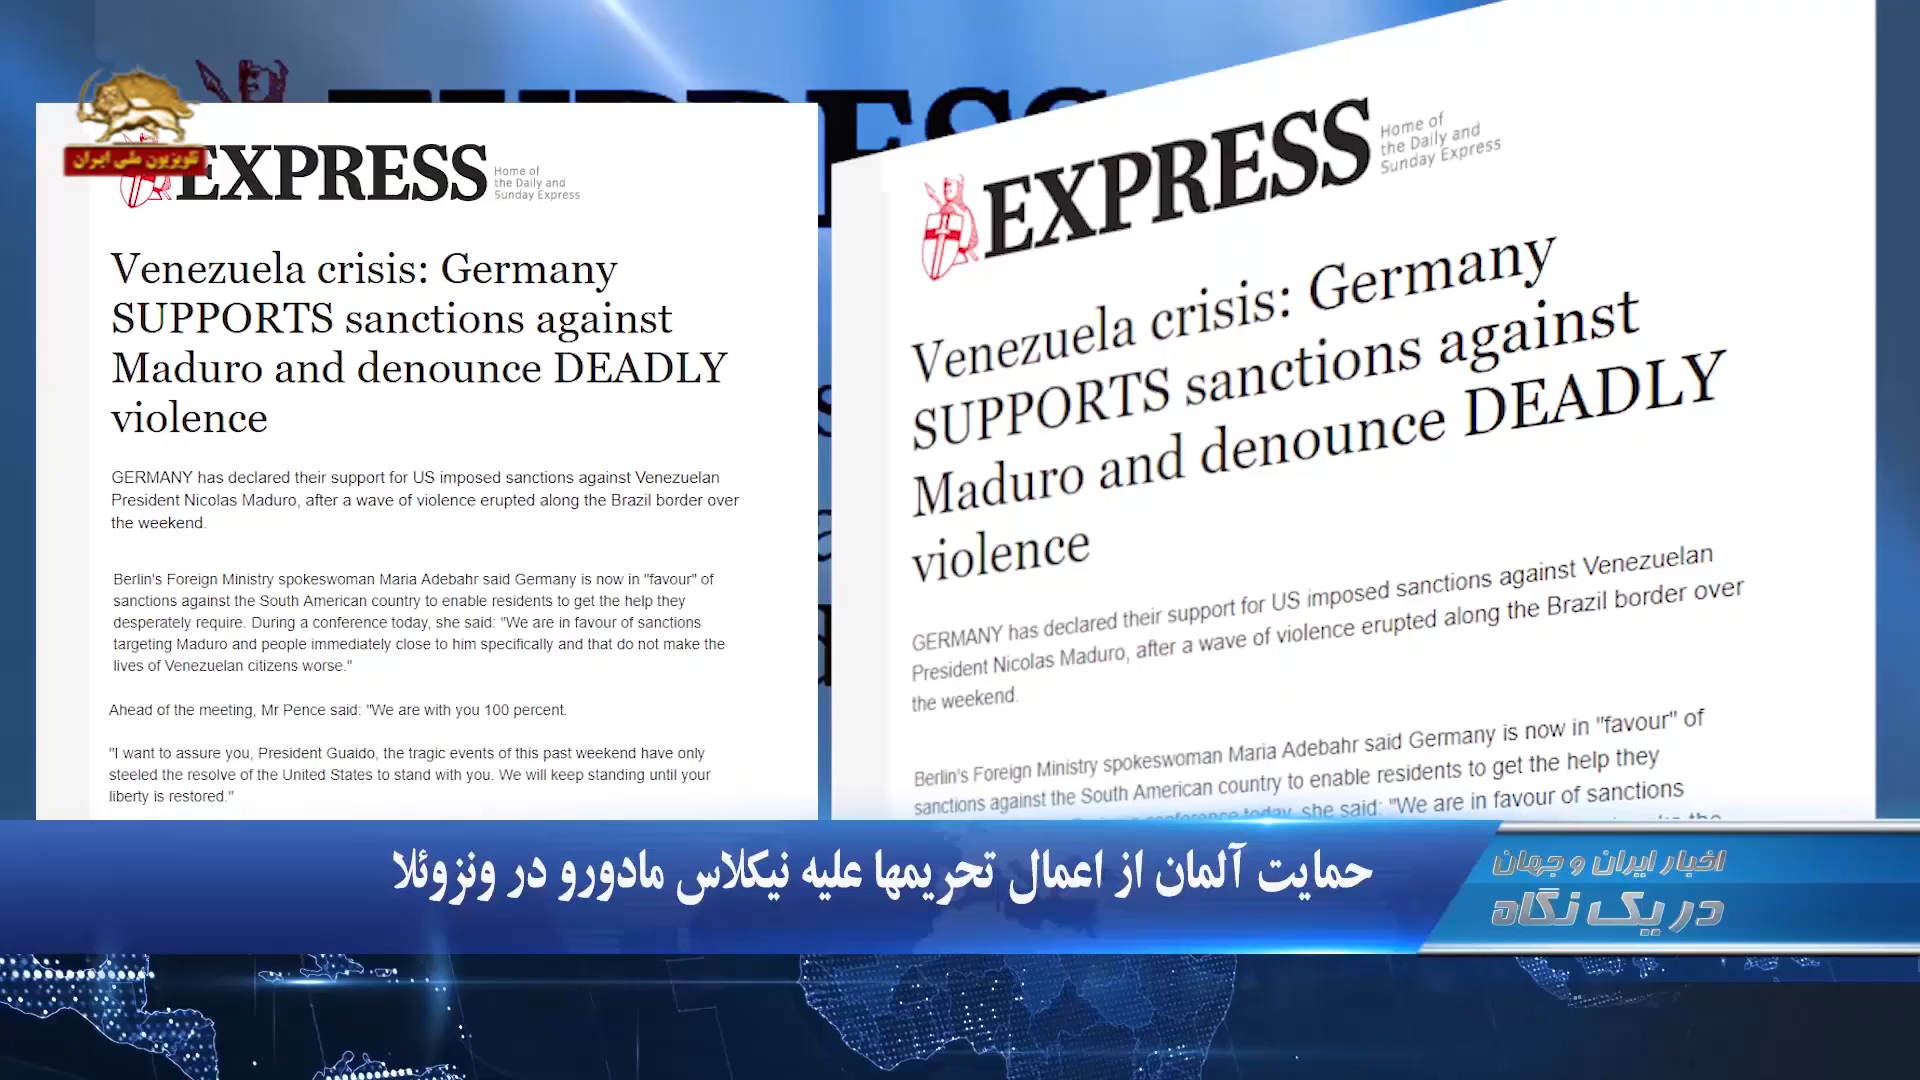 تلویزیون ملی ایران
EXPRESS
Home of
the Daily and
Sunday Express
Venezuela crisis: Germany
SUPPORTS sanctions against
Maduro and denounce DEADLY
violence
GERMANY has declared their support for US imposed sanctions against Venezuelan
President Nicolas Maduro, after a wave of violence erupted along the Brazil border over
the weekend.
Berlin's Foreign Ministry spokeswoman Maria Adebahr said Germany is now in "favour" of
sanctions against the South American country to enable residents to get the help they
desperately require. During a conference today, she said: "We are in favour of sanctions
targeting Maduro and people immediately close to him specifically and that do not make the
lives of Venezuelan citizens worse."
Ahead of the meeting, Mr Pence said: "We are with you 100 percent.
"I want to assure you, President Guaido, the tragic events of this past weekend have only
steeled the resolve of the United States to stand with you. We will keep standing until your
liberty is restored."
EXPRESS
Home of
the Daily and
Sunday Express
Venezuela crisis: Germany
SUPPORTS sanctions against
Maduro and denounce DEADLY
violence
GERMANY has declared their support for US imposed sanctions against Venezuelan
President Nicolas Maduro, after a wave of violence erupted along the Brazil border over
the weekend.
Berlin's Foreign Ministry spokeswoman Maria Adebahr said Germany is now in "favour" of
sanctions against the South American country to enable residents to get the help they
conference today, she said: "We are in favour of sanctions
حمایت آلمان از اعمال تحریمها علیه نیکلاس مادورو در ونزوئلا
اخبار ایران و جهان
در یک نگاه